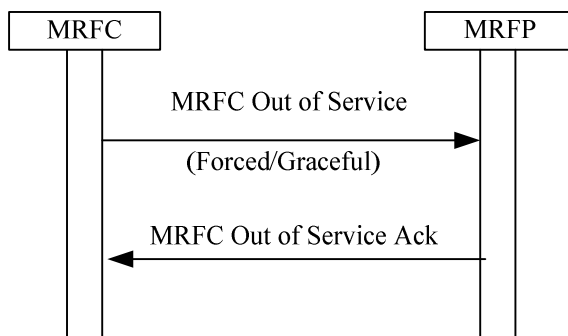 MRFC
MRFP
MRFC Out of Service
(Forced/Graceful)
MRFC Out of Service Ack